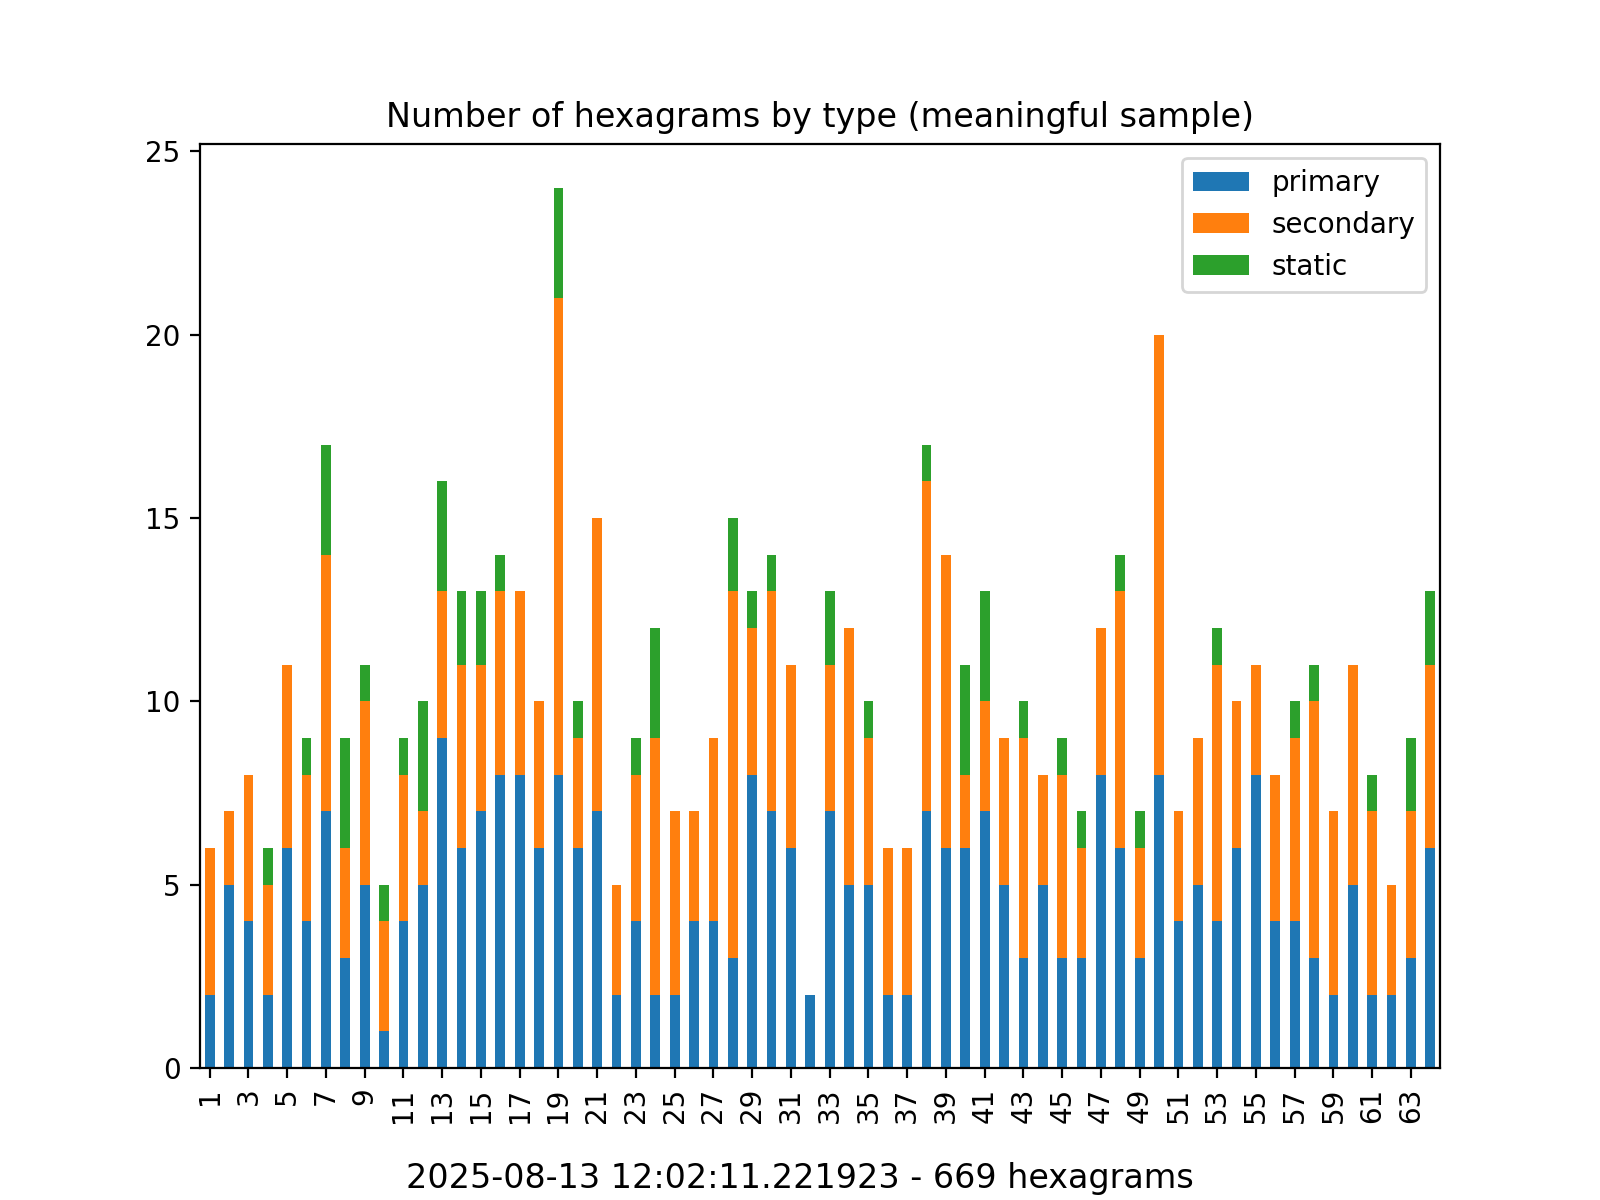 Number of hexagrams by type (meaningful sample)
25
20
15
10
5
0
primary
secondary
static
1 3 5 7 9 11 13 15 17 19 21 23 25 27 29 31 33 35 37 39 41 43 45 47 49 51 53 55 57 59 61 63
2025-08-13 12:02:11.221923 - 669 hexagrams